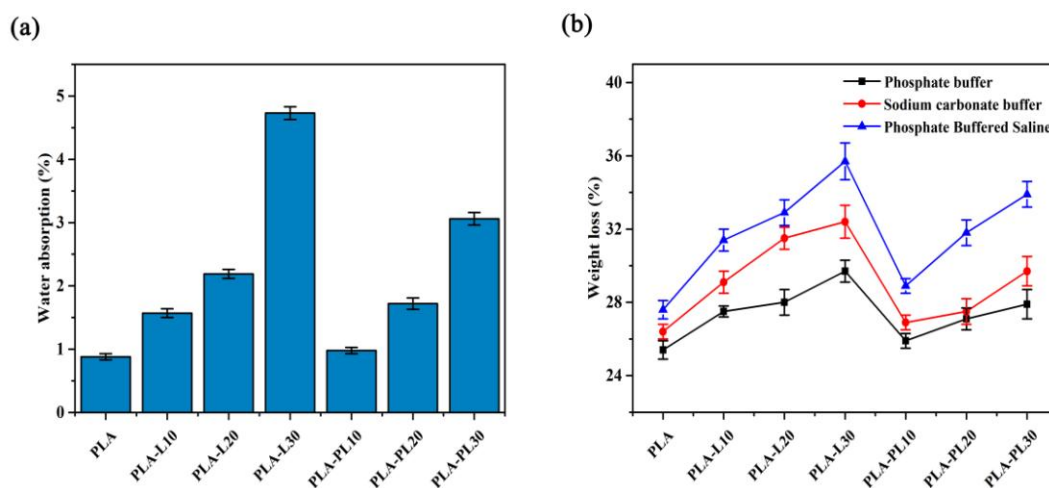 (a)
Water absorption (%)
5
4
3
2
1
0
PLA
PLA-L10
PLA-L20
PLA-L30
PLA-PL10
PLA-PL20
PLA-PL30
(b)
Weight loss (%)
40
36
32
28
24
Phosphate buffer
Sodium carbonate buffer
Phosphate Buffered Saline
PLA
PLA-L10
PLA-L20
PLA-L30
PLA-PL10
PLA-PL20
PLA-PL30